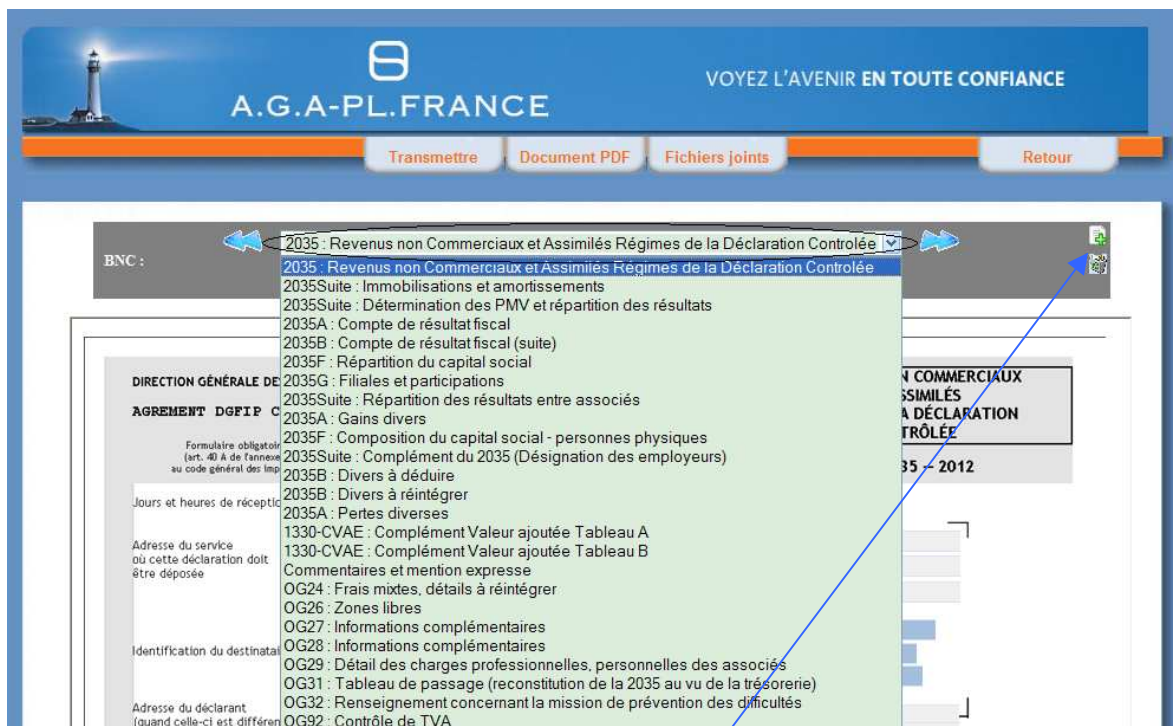 A.G.A-PL.FRANCE
VOYEZ L'AVENIR EN TOUTE CONFIANCE
Transmettre
Document PDF
Fichiers joints
Retour
BNC :
2035 : Revenus non Commerciaux et Assimilés Régimes de la Déclaration Controlée
2035 : Revenus non Commerciaux et Assimilés Régimes de la Déclaration Controlée
2035Suite : Immobilisations et amortissements
2035Suite : Détermination des PMV et répartition des résultats
2035A : Compte de résultat fiscal
2035B : Compte de résultat fiscal (suite)
2035F : Répartition du capital social
2035G : Filiales et participations
2035Suite : Répartition des résultats entre associés
2035A : Gains divers
2035F : Composition du capital social - personnes physiques
2035Suite : Complément du 2035 (Désignation des employeurs)
2035B : Divers à déduire
2035B : Divers à réintégrer
2035A : Pertes diverses
1330-CVAE : Complément Valeur ajoutée Tableau A
1330-CVAE : Complément Valeur ajoutée Tableau B
Commentaires et mention expresse
OG24 : Frais mixtes, détails à réintégrer
OG26 : Zones libres
OG27 : Informations complémentaires
OG28 : Informations complémentaires
OG29 : Détail des charges professionnelles, personnelles des associés
OG31 : Tableau de passage (reconstitution de la 2035 au vu de la trésorerie)
OG32 : Renseignement concernant la mission de prévention des difficultés
OG92 : Contrôle de TVA
DIRECTION GÉNÉRALE DE
AGREMENT DGFIP C
Formulaire obligatoir
(art. 40 A de l'annexe
au code général des imp
Jours et heures de réceptio
Adresse du service
où cette déclaration doit
être déposée
Identification du destinatai
Adresse du déclarant
(quand celle-ci est différen
N COMMERCIAUX
SSIMILÉS
A DÉCLARATION
TRÔLÉE
35 – 2012